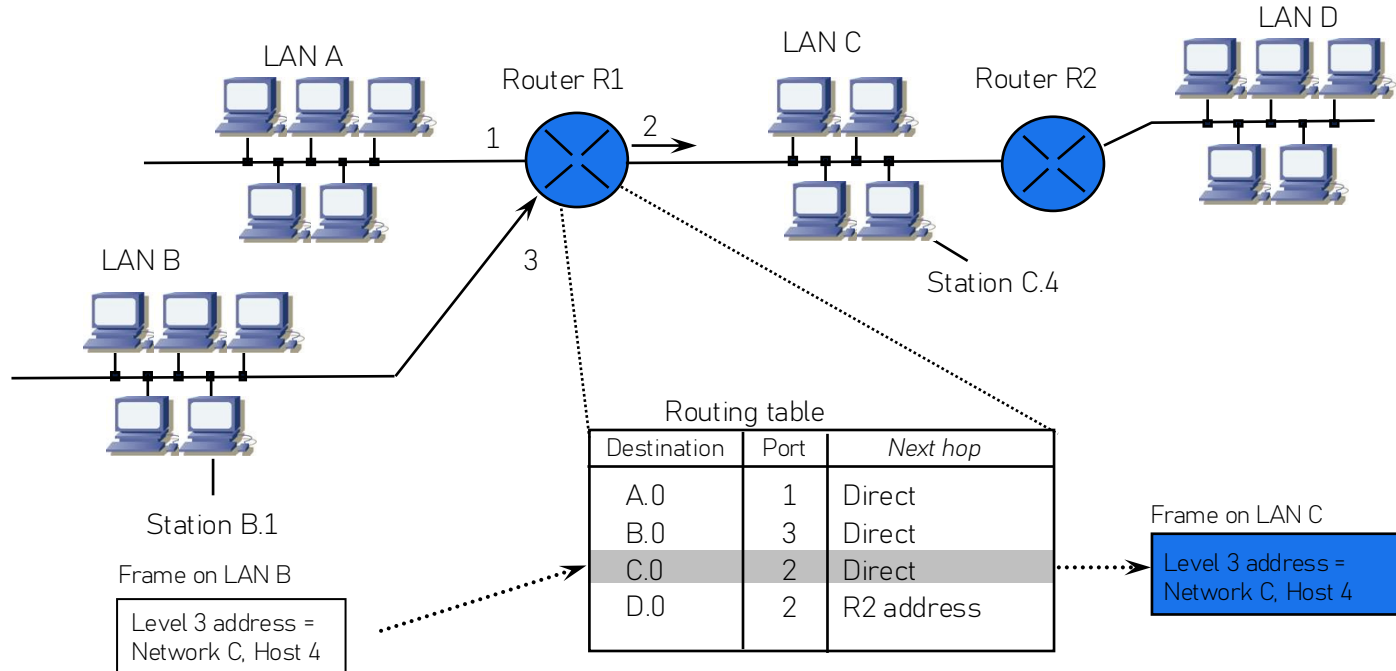 LAN A
Router R1
LAN C
Router R2
LAN D
1
2
3
Station C.4
LAN B
Station B.1
Routing table
Destination Port Next hop
A.0 1 Direct
B.0 3 Direct
C.0 2 Direct
D.0 2 R2 address
Frame on LAN B
Level 3 address =
Network C, Host 4
Frame on LAN C
Level 3 address =
Network C, Host 4